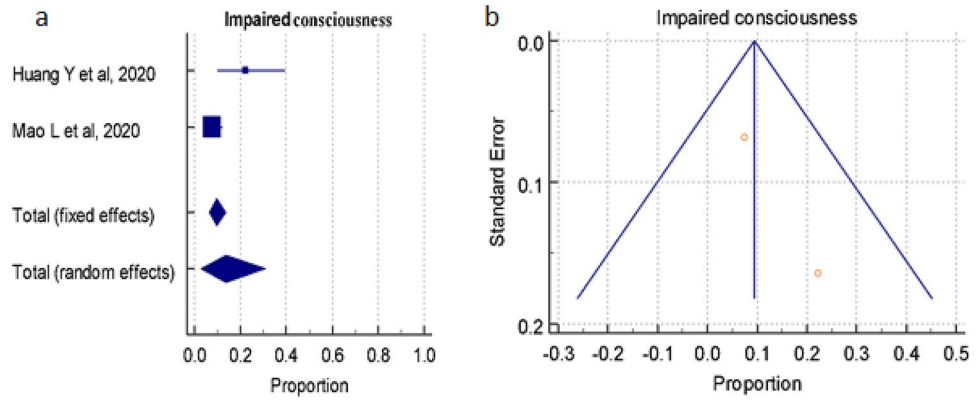 a
Impaired consciousness
Huang Y et al, 2020
Mao L et al, 2020
Total (fixed effects)
Total (random effects)
0.0 0.2 0.4 0.6 0.8 1.0
Proportion
b
Impaired consciousness
0.0
0.1
0.2
Standard Error
-0.3 -0.2 -0.1 0.0 0.1 0.2 0.3 0.4 0.5
Proportion